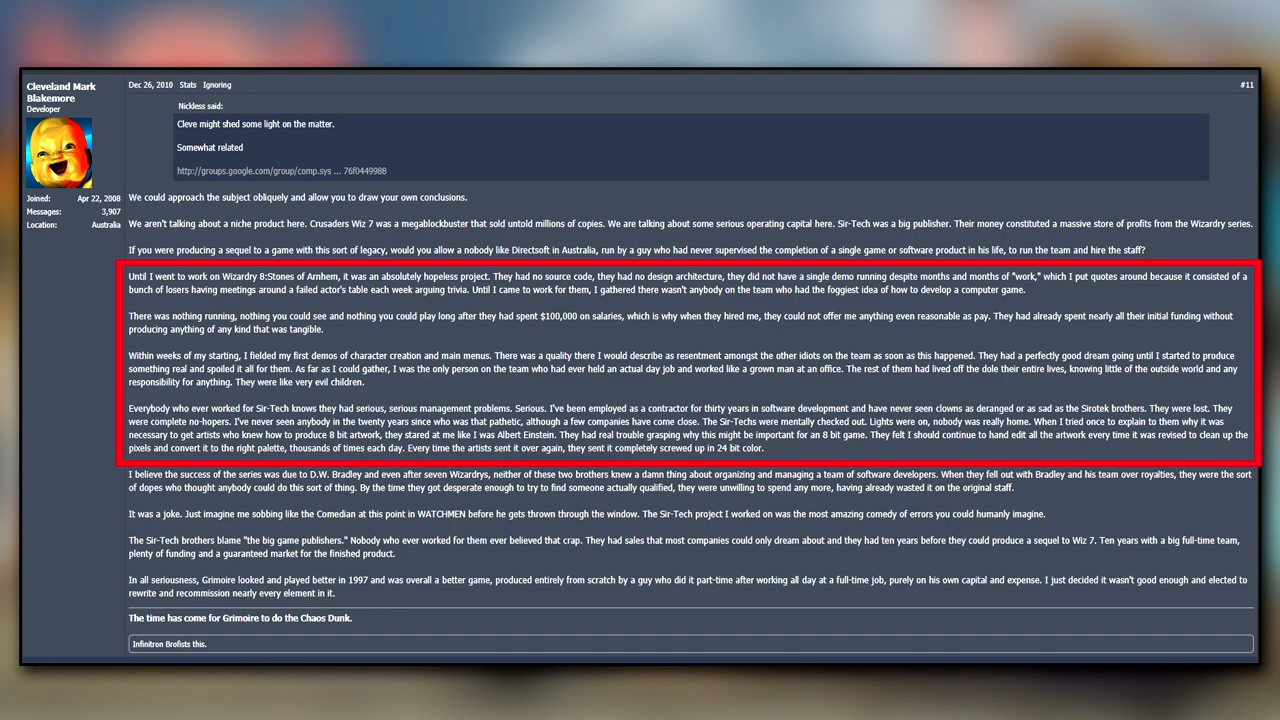 Cleveland Mark
Blakemore
Developer
Joined: Apr 22, 2008
Messages: 3,907
Location: Australia
Dec 26, 2010 Stats Ignoring #11
Nickless said:
Cleve might shed some light on the matter.
Somewhat related
http://groups.google.com/group/comp.sys ... 76f0449988
We could approach the subject obliquely and allow you to draw your own conclusions.
We aren't talking about a niche product here. Crusaders Wiz 7 was a megablockbuster that sold untold millions of copies. We are talking about some serious operating capital here. Sir-Tech was a big publisher. Their money constituted a massive store of profits from the Wizardry series.
If you were producing a sequel to a game with this sort of legacy, would you allow a nobody like Directsoft in Australia, run by a guy who had never supervised the completion of a single game or software product in his life, to run the team and hire the staff?
Until I went to work on Wizardry 8:Stones of Arnhem, it was an absolutely hopeless project. They had no source code, they had no design architecture, they did not have a single demo running despite months and months of "work," which I put quotes around because it consisted of a
bunch of losers having meetings around a failed actor's table each week arguing trivia. Until I came to work for them, I gathered there wasn't anybody on the team who had the foggiest idea of how to develop a computer game.
There was nothing running, nothing you could see and nothing you could play long after they had spent $100,000 on salaries, which is why when they hired me, they could not offer me anything even reasonable as pay. They had already spent nearly all their initial funding without
producing anything of any kind that was tangible.
Within weeks of my starting, I fielded my first demos of character creation and main menus. There was a quality there I would describe as resentment amongst the other idiots on the team as soon as this happened. They had a perfectly good dream going until I started to produce
something real and spoiled it all for them. As far as I could gather, I was the only person on the team who had ever held an actual day job and worked like a grown man at an office. The rest of them had lived off the dole their entire lives, knowing little of the outside world and any
responsibility for anything. They were like very evil children.
Everybody who ever worked for Sir-Tech knows they had serious, serious management problems. Serious. I've been employed as a contractor for thirty years in software development and have never seen clowns as deranged or as sad as the Sirotek brothers. They were lost. They
were complete no-hopers. I've never seen anybody in the twenty years since who was that pathetic, although a few companies have come close. The Sir-Techs were mentally checked out. Lights were on, nobody was really home. When I tried once to explain to them why it was
necessary to get artists who knew how to produce 8 bit artwork, they stared at me like I was Albert Einstein. They had real trouble grasping why this might be important for an 8 bit game. They felt I should continue to hand edit all the artwork every time it was revised to clean up the
pixels and convert it to the right palette, thousands of times each day. Every time the artists sent it over again, they sent it completely screwed up in 24 bit color.
I believe the success of the series was due to D.W. Bradley and even after seven Wizardrys, neither of these two brothers knew a damn thing about organizing and managing a team of software developers. When they fell out with Bradley and his team over royalties, they were the sort
of dopes who thought anybody could do this sort of thing. By the time they got desperate enough to try to find someone actually qualified, they were unwilling to spend any more, having already wasted it on the original staff.
It was a joke. Just imagine me sobbing like the Comedian at this point in WATCHMEN before he gets thrown through the window. The Sir-Tech project I worked on was the most amazing comedy of errors you could humanly imagine.
The Sir-Tech brothers blame "the big game publishers." Nobody who ever worked for them ever believed that crap. They had sales that most companies could only dream about and they had ten years before they could produce a sequel to Wiz 7. Ten years with a big full-time team,
plenty of funding and a guaranteed market for the finished product.
In all seriousness, Grimoire looked and played better in 1997 and was overall a better game, produced entirely from scratch by a guy who did it part-time after working all day at a full-time job, purely on his own capital and expense. I just decided it wasn't good enough and elected to
rewrite and recommission nearly every element in it.
The time has come for Grimoire to do the Chaos Dunk.
Infinitron Brofists this.